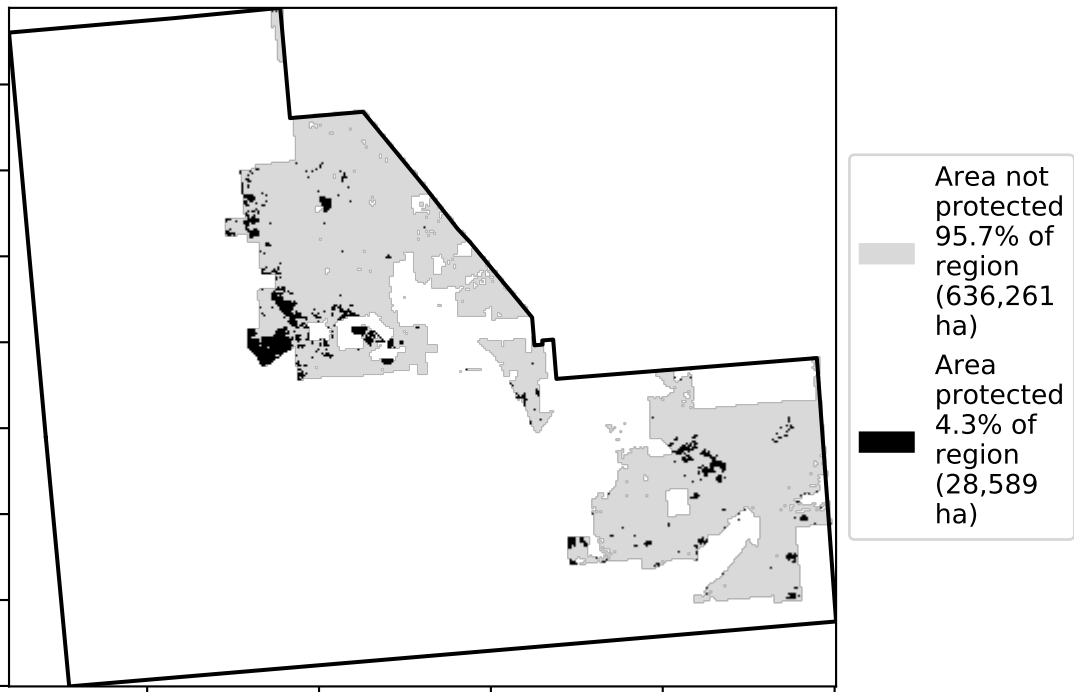 Area not
protected
95.7% of
region
(636,261
ha)
Area
protected
4.3% of
region
(28,589
ha)